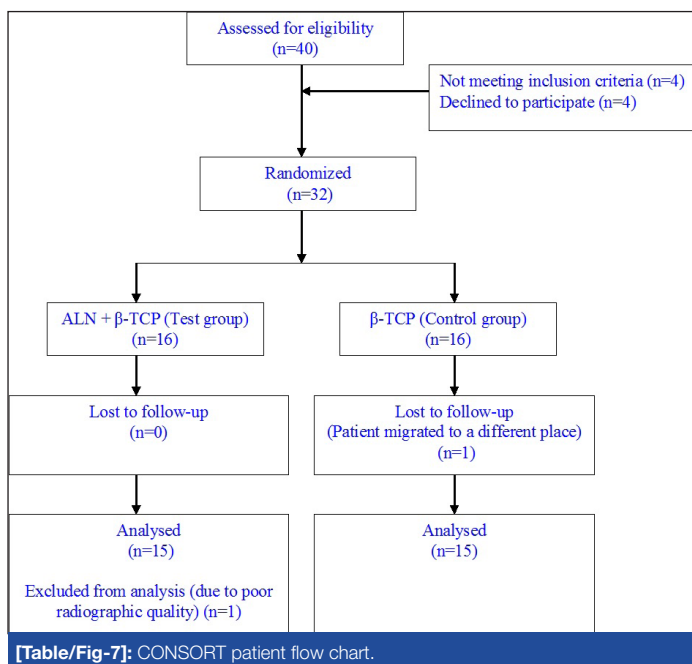 Assessed for eligibility
(n=40)
Not meeting inclusion criteria (n=4)
Declined to participate (n=4)
Randomized
(n=32)
ALN + β-TCP (Test group)
(n=16)
β-TCP (Control group)
(n=16)
Lost to follow-up
(n=0)
Lost to follow-up
(Patient migrated to a different place)
(n=1)
Analysed
(n=15)
Excluded from analysis (due to poor
radiographic quality) (n=1)
Analysed
(n=15)
[Table/Fig-7]: CONSORT patient flow chart.